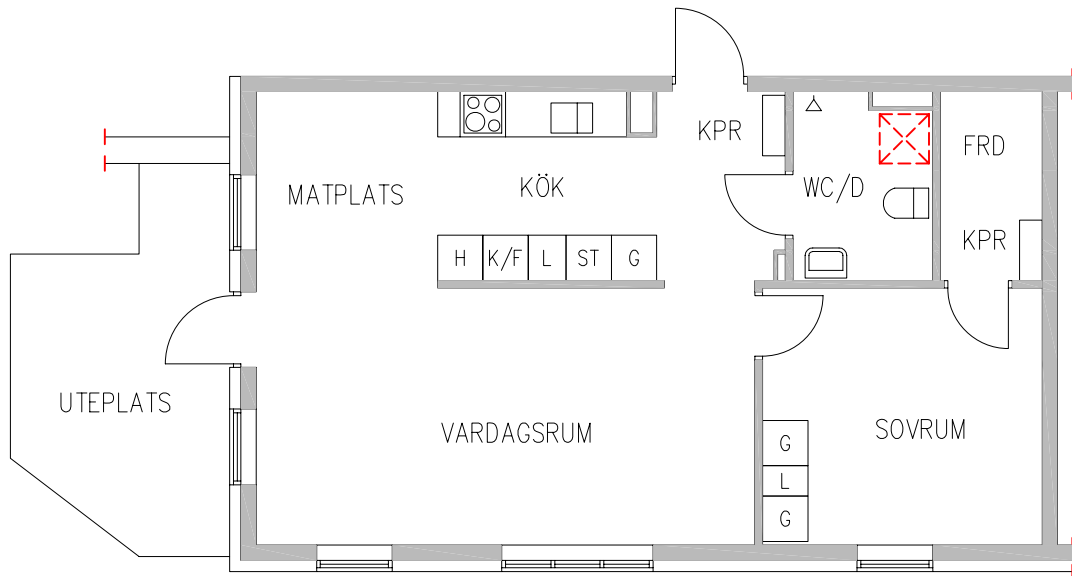 KPR
FRD
MATPLATS
KÖK
WC/D
KPR
H
K/F
L
ST
G
UTEPLATS
VARDAGSRUM
SOVRUM
G
L
G